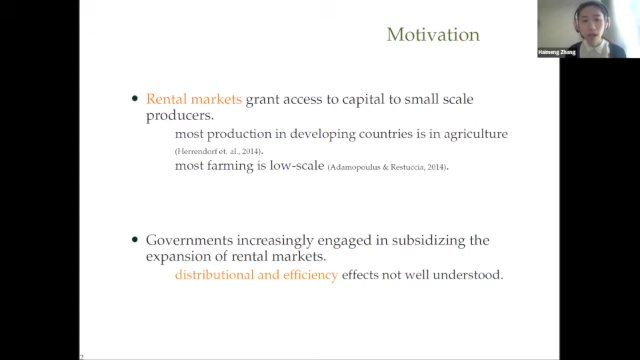 Motivation
Haimeng Zhang
• Rental markets grant access to capital to small scale
producers.
most production in developing countries is in agriculture
(Herrendorf et. al., 2014).
most farming is low-scale (Adamopoulus & Restuccia, 2014).
• Governments increasingly engaged in subsidizing the
expansion of rental markets.
distributional and efficiency effects not well understood.